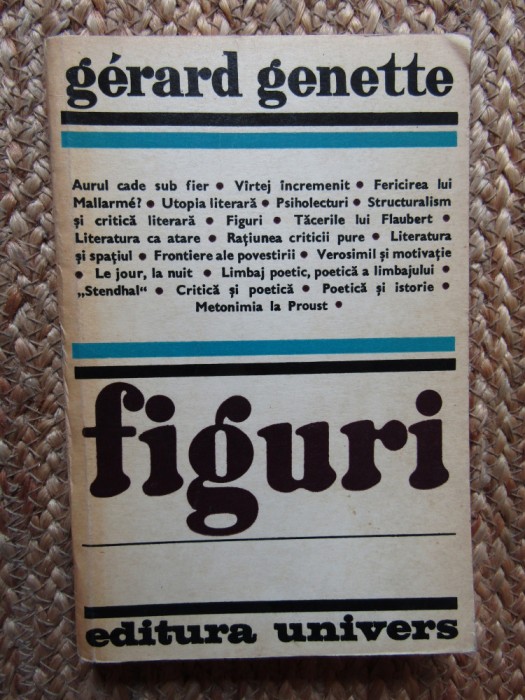 gérard genette
Aurul cade sub fier • Vîrtej încremenit • Fericirea lui
Mallarmé? • Utopia literară • Psiholecturi • Structuralism
și critică literară • Figuri • Tăcerile lui Flaubert •
Literatura ca atare • Rațiunea criticii pure • Literatura
și spațiul • Frontiere ale povestirii • Verosimil și motivație
• Le jour, la nuit • Limbaj poetic, poetică a limbajului •
„Stendhal“ • Critică și poetică • Poetică și istorie •
Metonimia la Proust •
figuri
editura univers